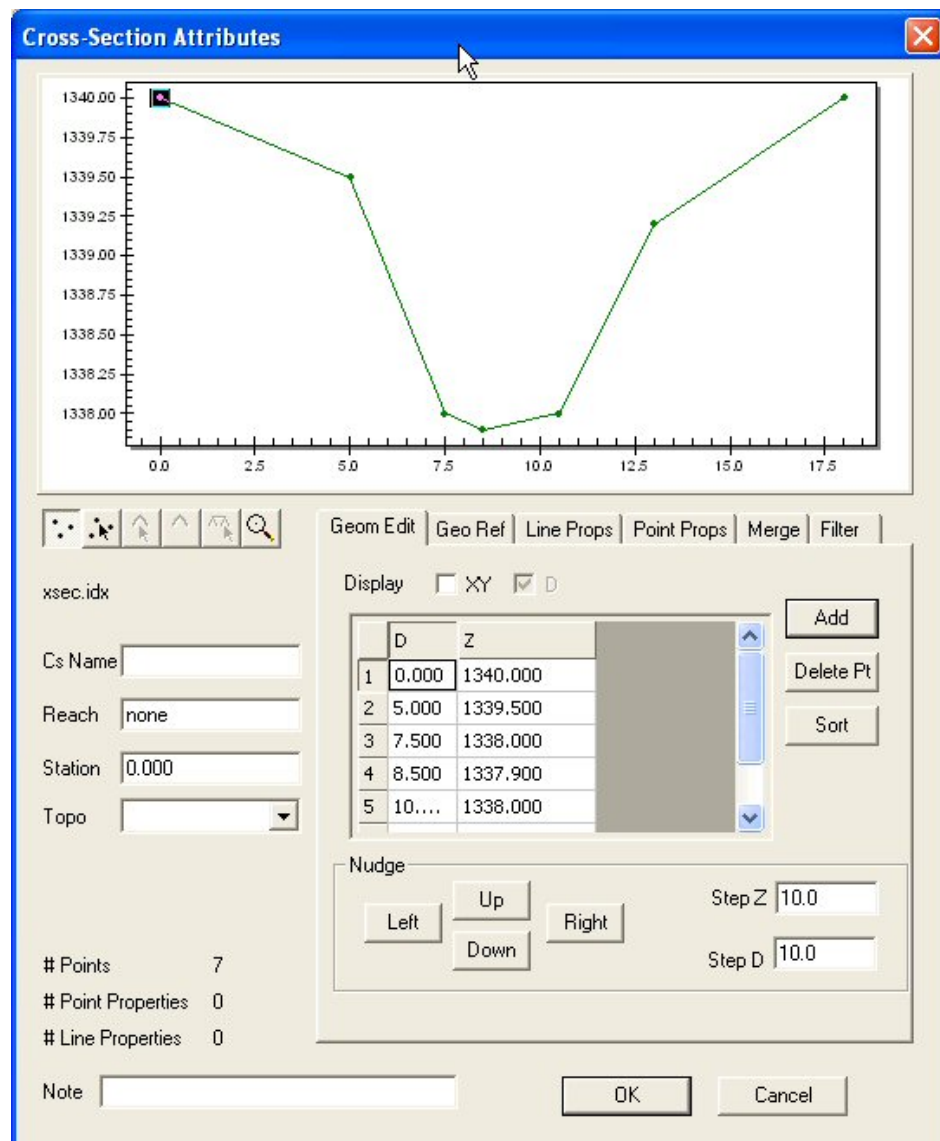 Cross-Section Attributes
1340.00
1339.75
1339.50
1339.25
1339.00
1338.75
1338.50
1338.25
1338.00
0.0 2.5 5.0 7.5 10.0 12.5 15.0 17.5
Geom Edit Geo Ref Line Props Point Props Merge Filter
xsec.idx
Display XY D
Add
D Z
Cs Name
1 0.000 1340.000
Delete Pt
Reach none
2 5.000 1339.500
Sort
3 7.500 1338.000
Station 0.000
4 8.500 1337.900
Topo
5 10.... 1338.000
Nudge
Left Up Right Step Z 10.0
Down Step D 10.0
# Points 7
# Point Properties 0
# Line Properties 0
Note
OK Cancel